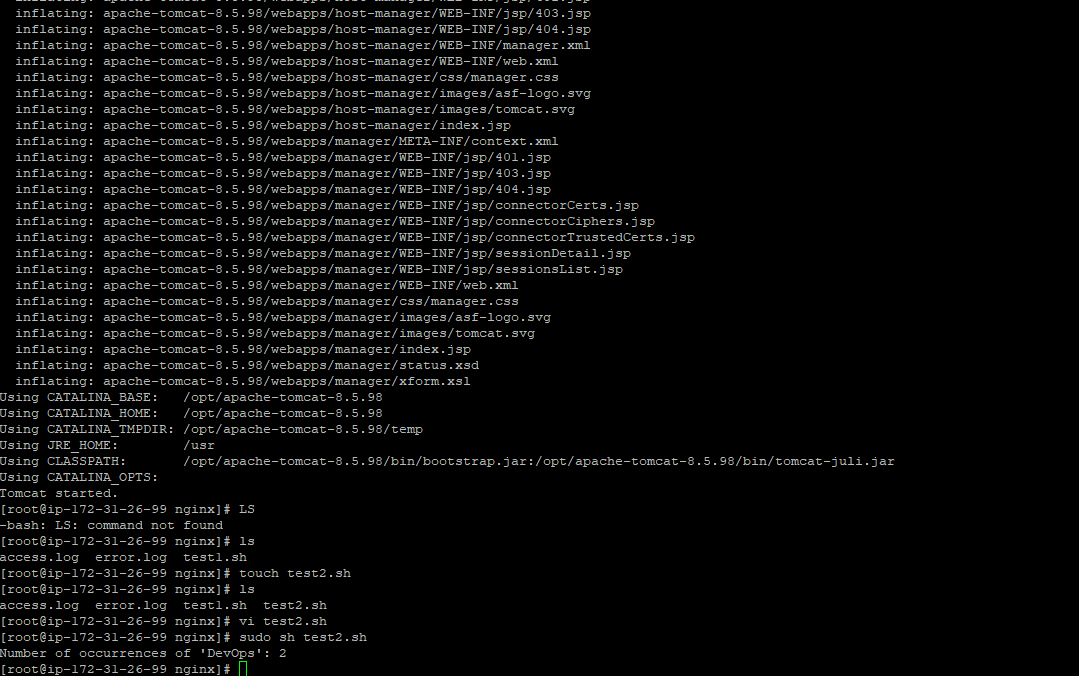 inflating: apache-tomcat-8.5.98/webapps/host-manager/WEB-INF/jsp/403.jsp
inflating: apache-tomcat-8.5.98/webapps/host-manager/WEB-INF/jsp/404.jsp
inflating: apache-tomcat-8.5.98/webapps/host-manager/WEB-INF/manager.xml
inflating: apache-tomcat-8.5.98/webapps/host-manager/WEB-INF/web.xml
inflating: apache-tomcat-8.5.98/webapps/host-manager/css/manager.css
inflating: apache-tomcat-8.5.98/webapps/host-manager/images/asf-logo.svg
inflating: apache-tomcat-8.5.98/webapps/host-manager/images/tomcat.svg
inflating: apache-tomcat-8.5.98/webapps/host-manager/index.jsp
inflating: apache-tomcat-8.5.98/webapps/manager/META-INF/context.xml
inflating: apache-tomcat-8.5.98/webapps/manager/WEB-INF/jsp/401.jsp
inflating: apache-tomcat-8.5.98/webapps/manager/WEB-INF/jsp/403.jsp
inflating: apache-tomcat-8.5.98/webapps/manager/WEB-INF/jsp/404.jsp
inflating: apache-tomcat-8.5.98/webapps/manager/WEB-INF/jsp/connectorCerts.jsp
inflating: apache-tomcat-8.5.98/webapps/manager/WEB-INF/jsp/connectorCiphers.jsp
inflating: apache-tomcat-8.5.98/webapps/manager/WEB-INF/jsp/connectorTrustedCerts.jsp
inflating: apache-tomcat-8.5.98/webapps/manager/WEB-INF/jsp/sessionDetail.jsp
inflating: apache-tomcat-8.5.98/webapps/manager/WEB-INF/jsp/sessionsList.jsp
inflating: apache-tomcat-8.5.98/webapps/manager/WEB-INF/web.xml
inflating: apache-tomcat-8.5.98/webapps/manager/css/manager.css
inflating: apache-tomcat-8.5.98/webapps/manager/images/asf-logo.svg
inflating: apache-tomcat-8.5.98/webapps/manager/images/tomcat.svg
inflating: apache-tomcat-8.5.98/webapps/manager/index.jsp
inflating: apache-tomcat-8.5.98/webapps/manager/status.xsd
inflating: apache-tomcat-8.5.98/webapps/manager/xform.xsl
Using CATALINA_BASE:   /opt/apache-tomcat-8.5.98
Using CATALINA_HOME:   /opt/apache-tomcat-8.5.98
Using CATALINA_TMPDIR: /opt/apache-tomcat-8.5.98/temp
Using JRE_HOME:        /usr
Using CLASSPATH:       /opt/apache-tomcat-8.5.98/bin/bootstrap.jar:/opt/apache-tomcat-8.5.98/bin/tomcat-juli.jar
Using CATALINA_OPTS:
Tomcat started.
[root@ip-172-31-26-99 nginx]# LS
-bash: LS: command not found
[root@ip-172-31-26-99 nginx]# ls
access.log  error.log  test1.sh
[root@ip-172-31-26-99 nginx]# touch test2.sh
[root@ip-172-31-26-99 nginx]# ls
access.log  error.log  test1.sh  test2.sh
[root@ip-172-31-26-99 nginx]# vi test2.sh
[root@ip-172-31-26-99 nginx]# sudo sh test2.sh
Number of occurrences of 'DevOps': 2
[root@ip-172-31-26-99 nginx]#